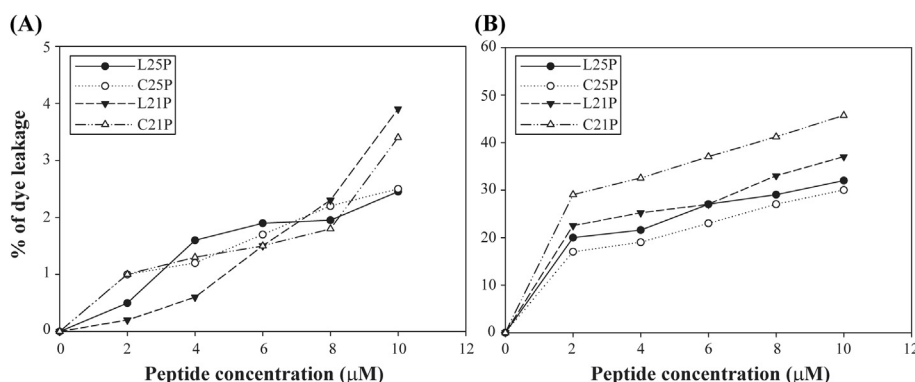 (A)
% of dye leakage
5
4
3
2
1
0
L25P
C25P
L21P
C21P
0 2 4 6 8 10 12
Peptide concentration (μM)
(B)
60
50
40
30
20
10
0
L25P
C25P
L21P
C21P
0 2 4 6 8 10 12
Peptide concentration (μM)